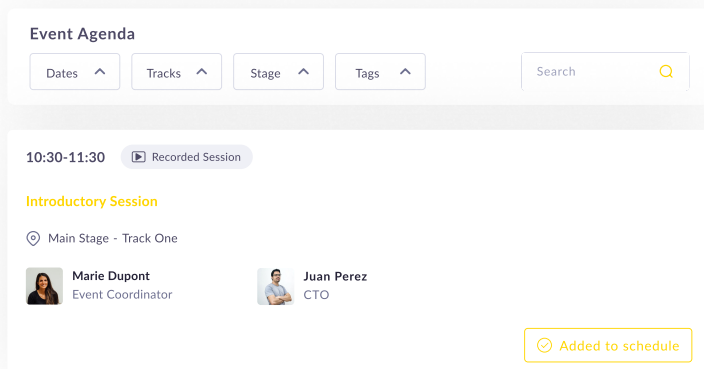 Event Agenda
Dates Tracks Stage Tags Search
10:30-11:30 Recorded Session
Introductory Session
Main Stage - Track One
Marie Dupont Juan Perez
Event Coordinator CTO
Added to schedule